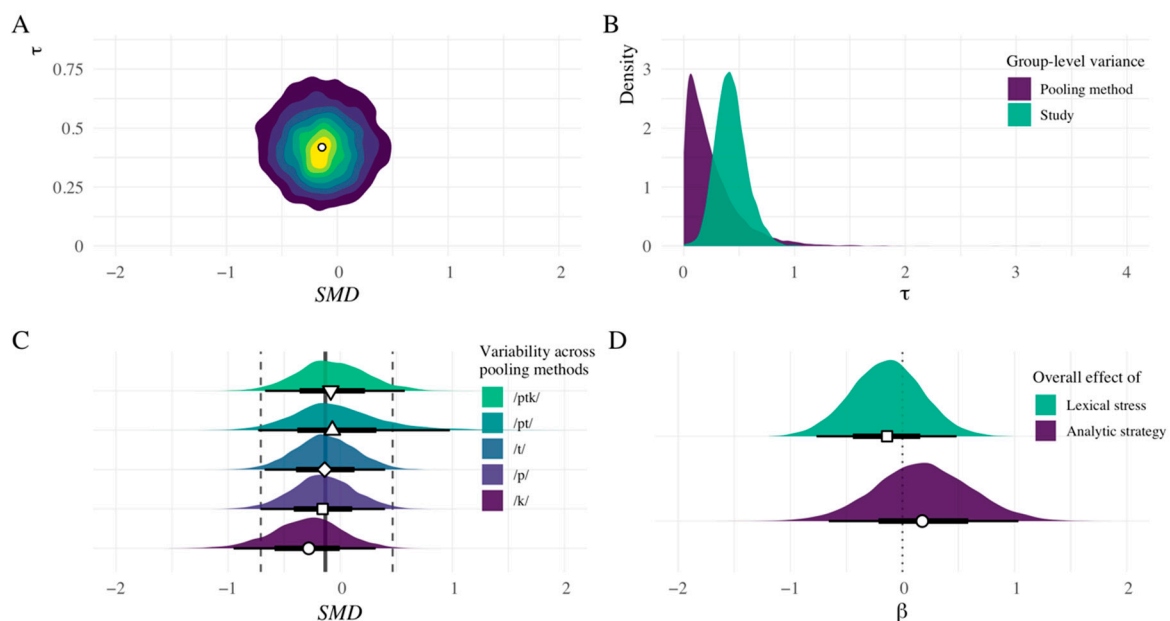 A
τ
0.75
0.5
0.25
0
−2
−1
0
1
2
SMD
B
Density
3
2
1
0
Group-level variance
Pooling method
Study
0
1
2
3
4
τ
C
Variability across
pooling methods
/ptk/
/pt/
/t/
/p/
/k/
−2
−1
0
1
2
SMD
D
Overall effect of
Lexical stress
Analytic strategy
−2
−1
0
1
2
β